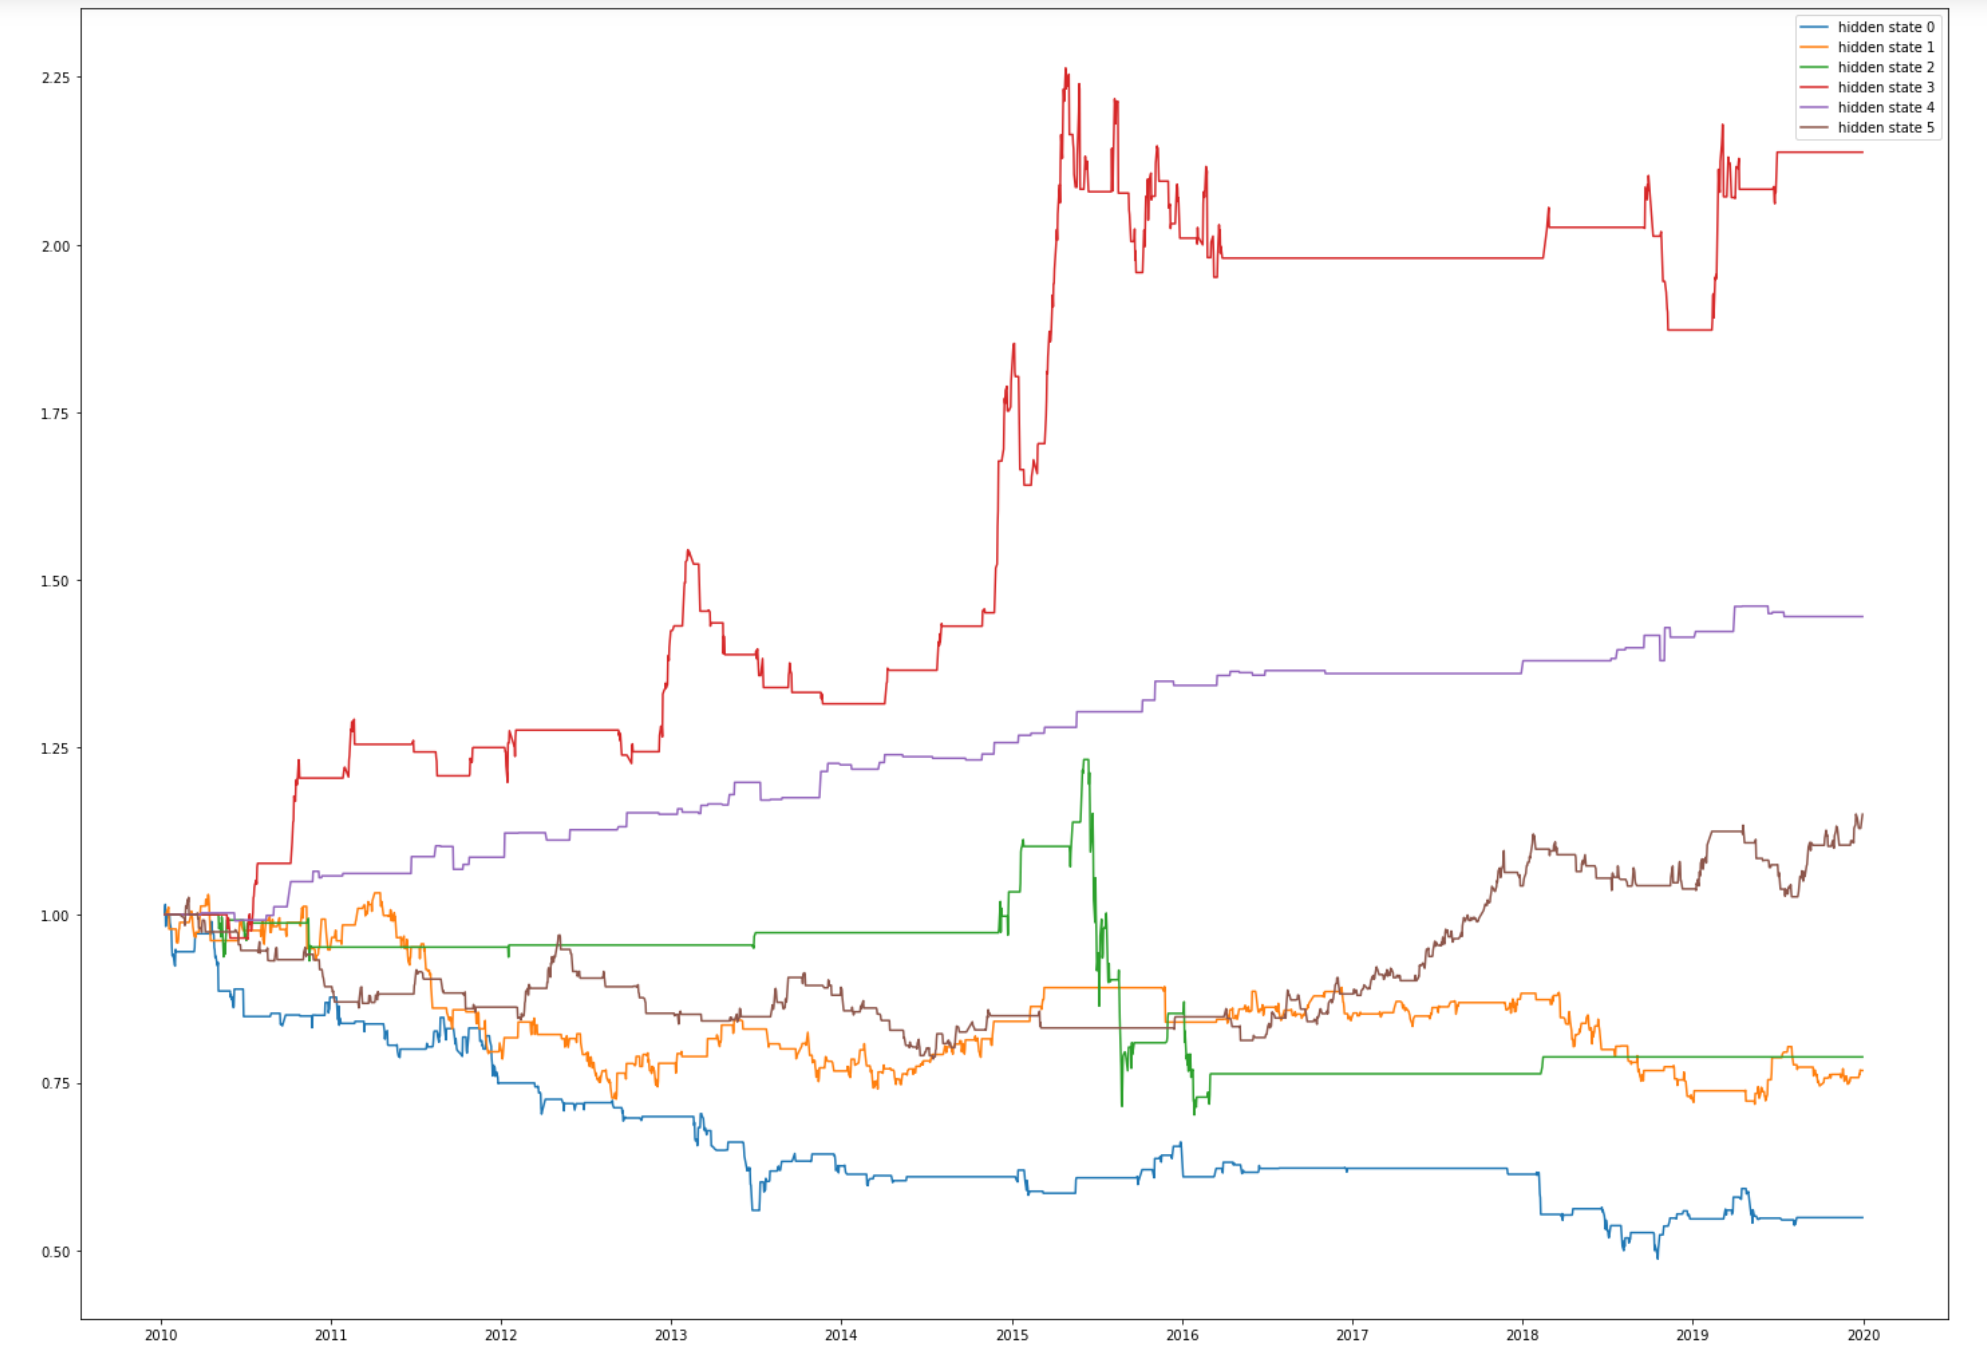 hidden state 0
hidden state 1
hidden state 2
hidden state 3
hidden state 4
hidden state 5
2.25
2.00
1.75
1.50
1.25
1.00
0.75
0.50
2010 2011 2012 2013 2014 2015 2016 2017 2018 2019 2020